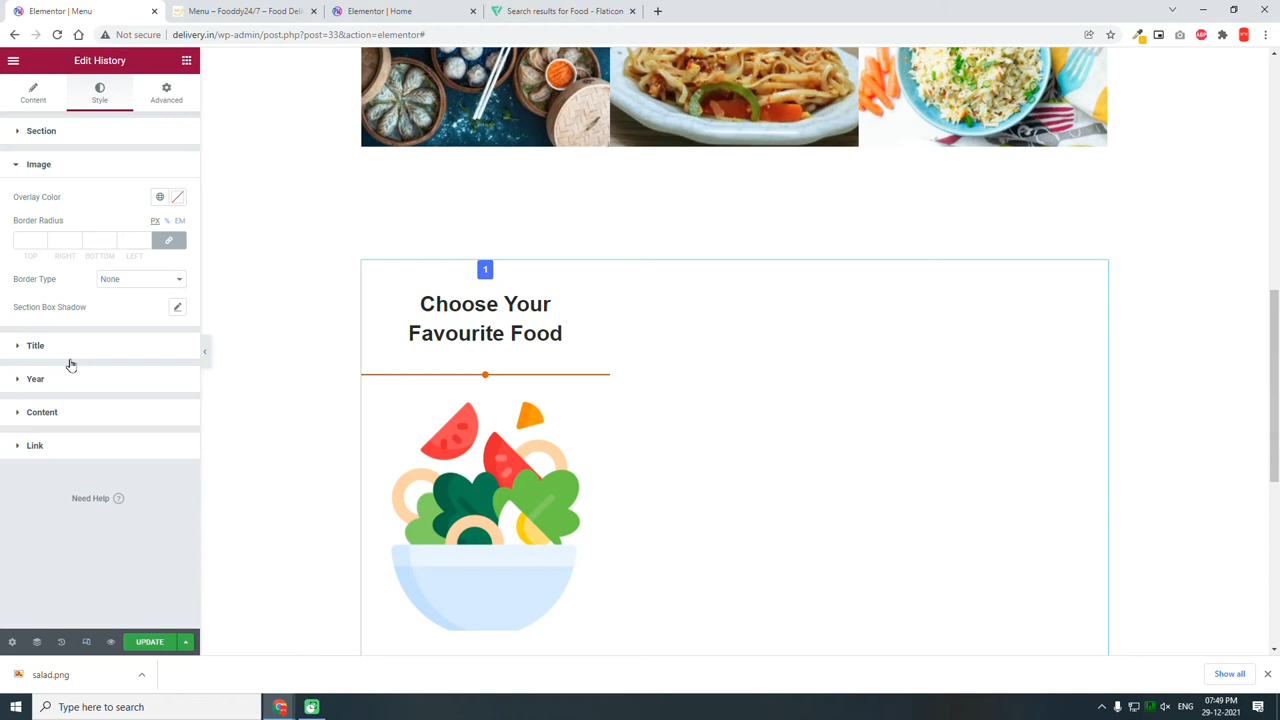 Elementor | Menu
Menu – Fooddy24/7 – Food Deli
Elementor | Home
Search results for Food - Flaticon
Not secure
delivery.in/wp-admin/post.php?post=33&action=elementor#
Edit History
Content
Style
Advanced
Section
Image
Overlay Color
Border Radius
PX % EM
TOP RIGHT BOTTOM LEFT
Border Type
None
Section Box Shadow
Title
Year
Content
Link
Need Help ?
UPDATE
1
Choose Your
Favourite Food
salad.png
Show all
Type here to search
ENG
07:49 PM
29-12-2021